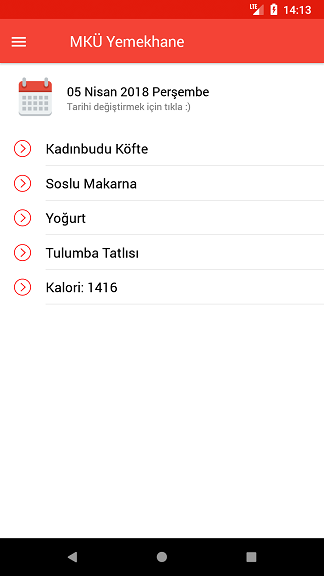 LTE 14:13
MKÜ Yemekhane
05 Nisan 2018 Perşembe
Tarihi değiştirmek için tıkla :)
Kadınbudu Köfte
Soslu Makarna
Yoğurt
Tulumba Tatlısı
Kalori: 1416